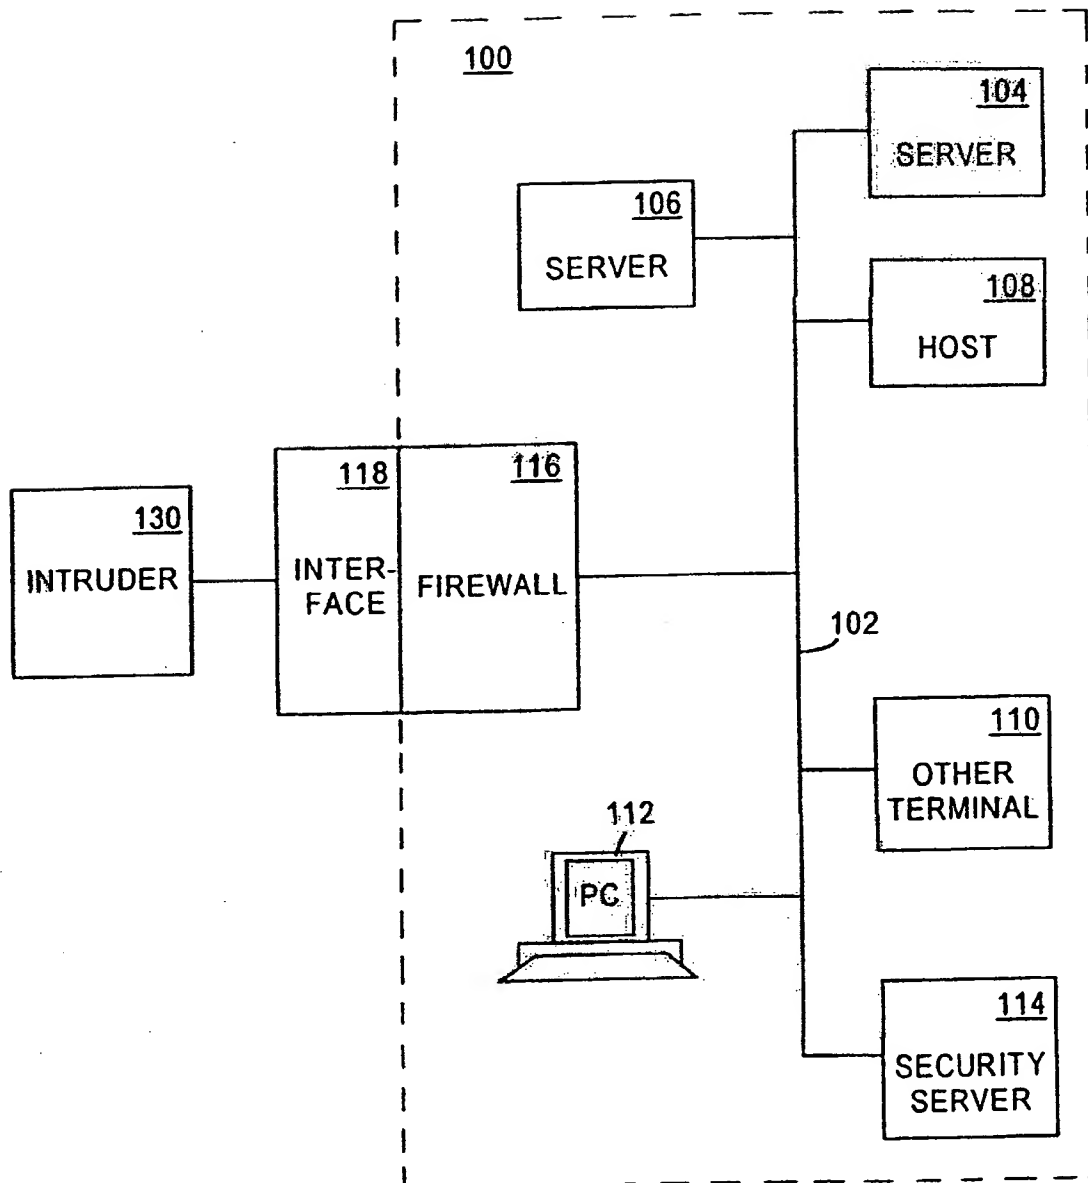 100
104
SERVER
106
SERVER
108
HOST
118
INTER-
FACE
116
FIREWALL
130
INTRUDER
102
110
OTHER
TERMINAL
112
PC
114
SECURITY
SERVER